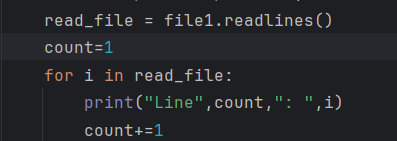 read_file = file1.readlines()
count=1
for i in read_file:
    print("Line",count,": ",i)
    count+=1